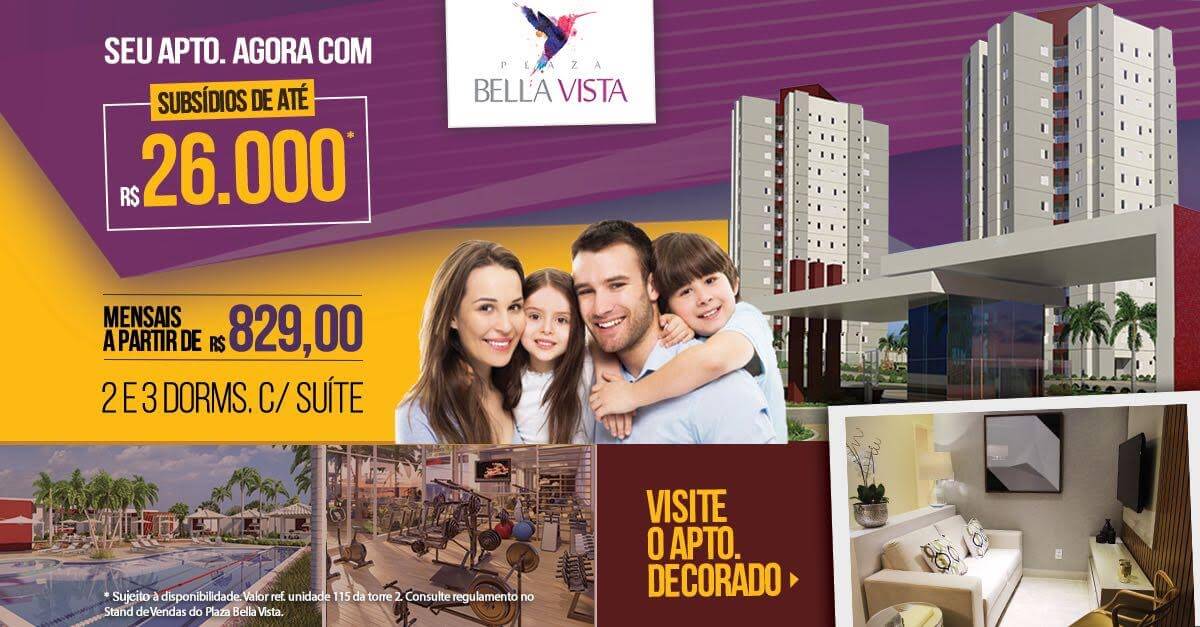 SEU APTO. AGORA COM
SUBSÍDIOS DE ATÉ
R$ 26.000*
PLAZA
BELLA VISTA
MENSAIS
A PARTIR DE R$ 829,00
2 E 3 DORMS. C/ SUÍTE
VISITE
O APTO.
DECORADO
* Sujeito à disponibilidade. Valor ref. unidade 115 da torre 2. Consulte regulamento no
Stand de Vendas do Plaza Bella Vista.